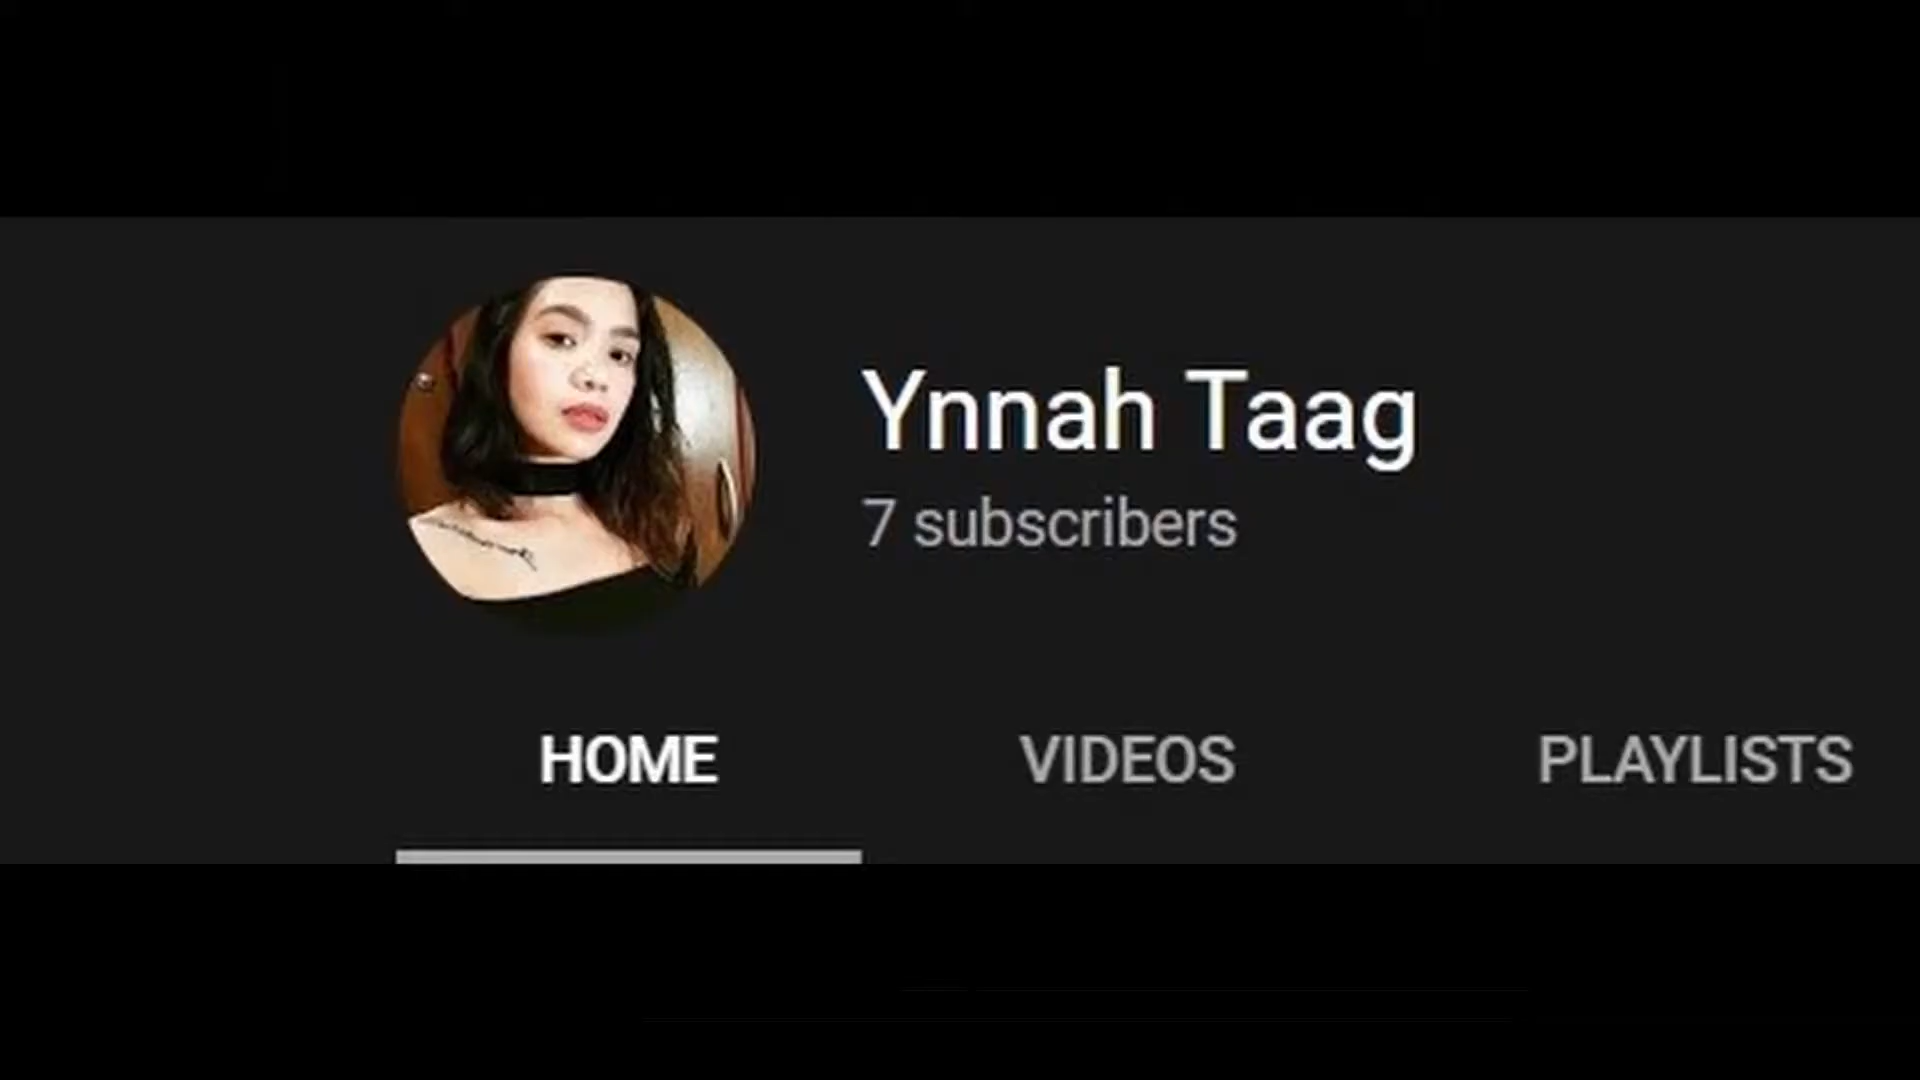 Ynnah Taag
7 subscribers
HOME
VIDEOS
PLAYLISTS